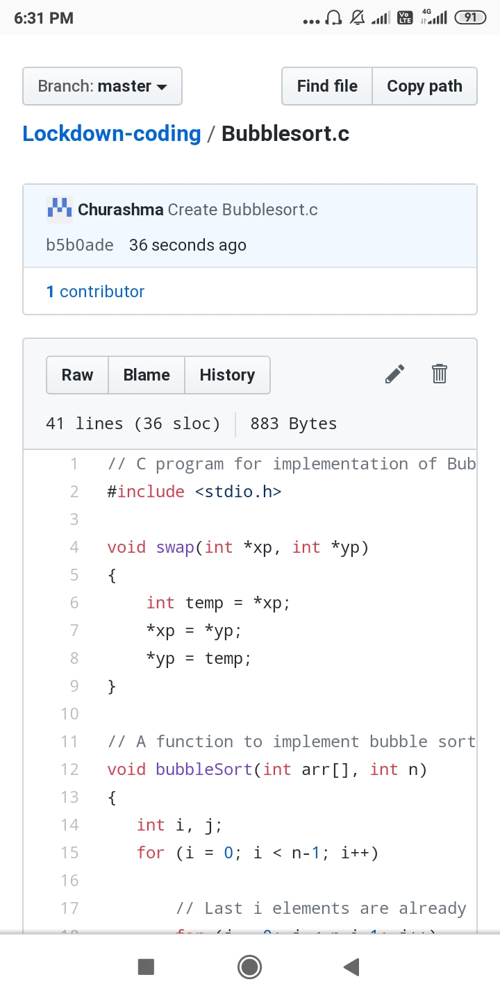 6:31 PM
Vo LTE 4G 91
Branch: master
Find file Copy path
Lockdown-coding / Bubblesort.c
Churashma Create Bubblesort.c
b5b0ade 36 seconds ago
1 contributor
Raw Blame History
41 lines (36 sloc) 883 Bytes
1 // C program for implementation of Bub
2 #include <stdio.h>
3
4 void swap(int *xp, int *yp)
5 {
6 int temp = *xp;
7 *xp = *yp;
8 *yp = temp;
9 }
10
11 // A function to implement bubble sort
12 void bubbleSort(int arr[], int n)
13 {
14 int i, j;
15 for (i = 0; i < n-1; i++)
16
17 // Last i elements are already